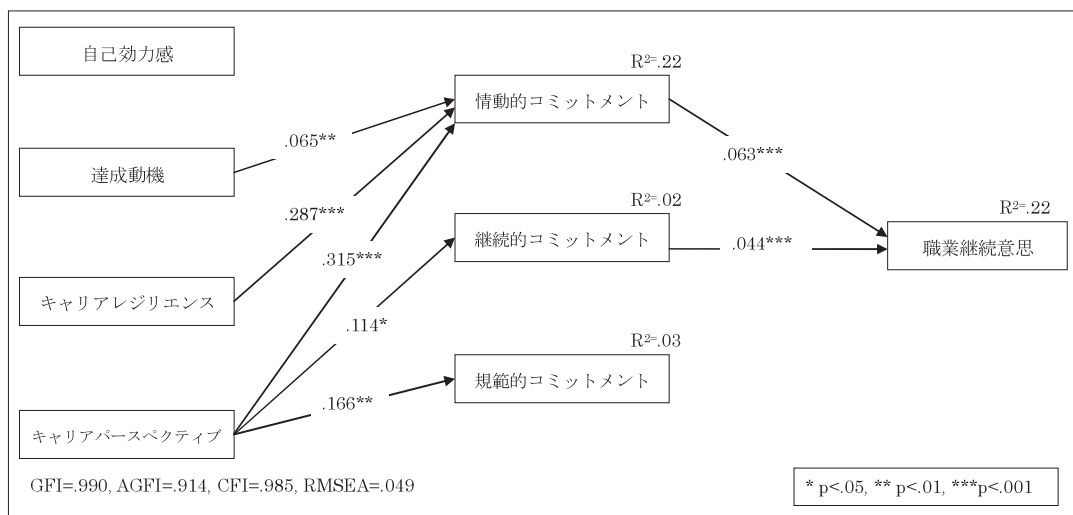 自己効力感
R²=.22
情動的コミットメント
.065**
.063***
達成動機
.287***
R²=.02
R²=.22
継続的コミットメント
.044***
職業継続意思
.315***
キャリアレジリエンス
.114*
R²=.03
規範的コミットメント
.166**
キャリアパースペクティブ
GFI=.990, AGFI=.914, CFI=.985, RMSEA=.049
* p<.05, ** p<.01, ***p<.001